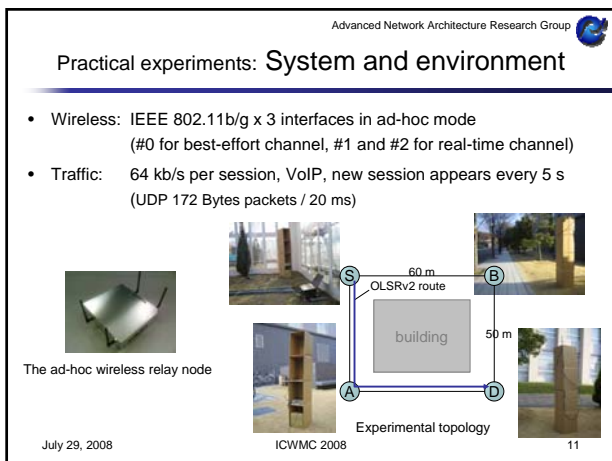 Advanced Network Architecture Research Group
Practical experiments: System and environment
• Wireless: IEEE 802.11b/g x 3 interfaces in ad-hoc mode
(#0 for best-effort channel, #1 and #2 for real-time channel)
• Traffic: 64 kb/s per session, VoIP, new session appears every 5 s
(UDP 172 Bytes packets / 20 ms)
S
60 m
B
OLSRv2 route
building
50 m
The ad-hoc wireless relay node
A
D
Experimental topology
July 29, 2008
ICWMC 2008
11